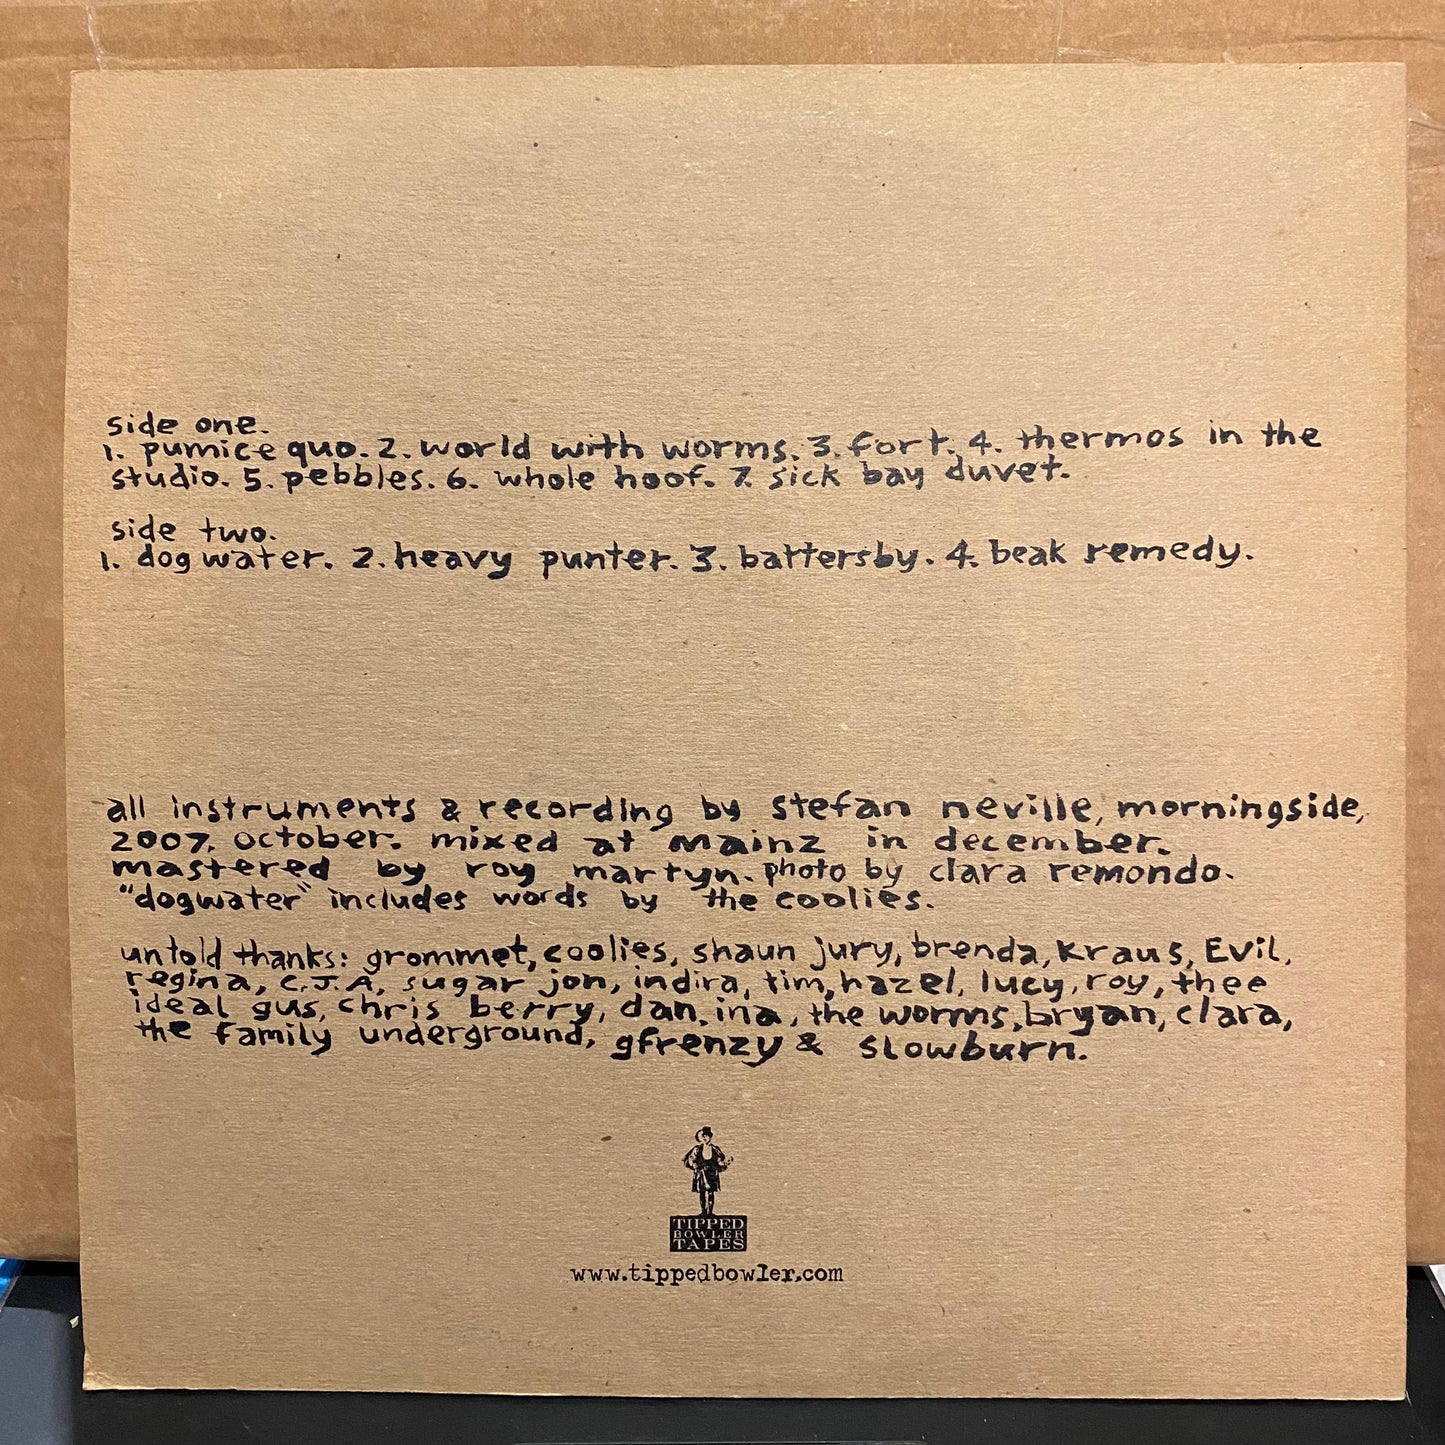 side one.
1. pumice quo. 2. world with worms. 3. fort. 4. thermos in the
studio. 5. pebbles. 6. whole hoof. 7. sick bay duvet.
side two.
1. dog water. 2. heavy punter. 3. battersby. 4. beak remedy.
all instruments & recording by stefan neville, morningside,
2007. october. mixed at mainz in december.
mastered by roy martyn. photo by clara remondo.
"dogwater" includes words by the coolies.
untold thanks: grommet, coolies, shaun jury, brenda, kraus, Evil,
regina, C.J.A, sugar jon, indira, tim, hazel, lucy, roy, thee
ideal gus, chris berry, dan, ina, the worms, bryan, clara,
the family underground, gfrenzy & slowburn.
TIPPED
BOWLER
TAPES
www.tippedbowler.com